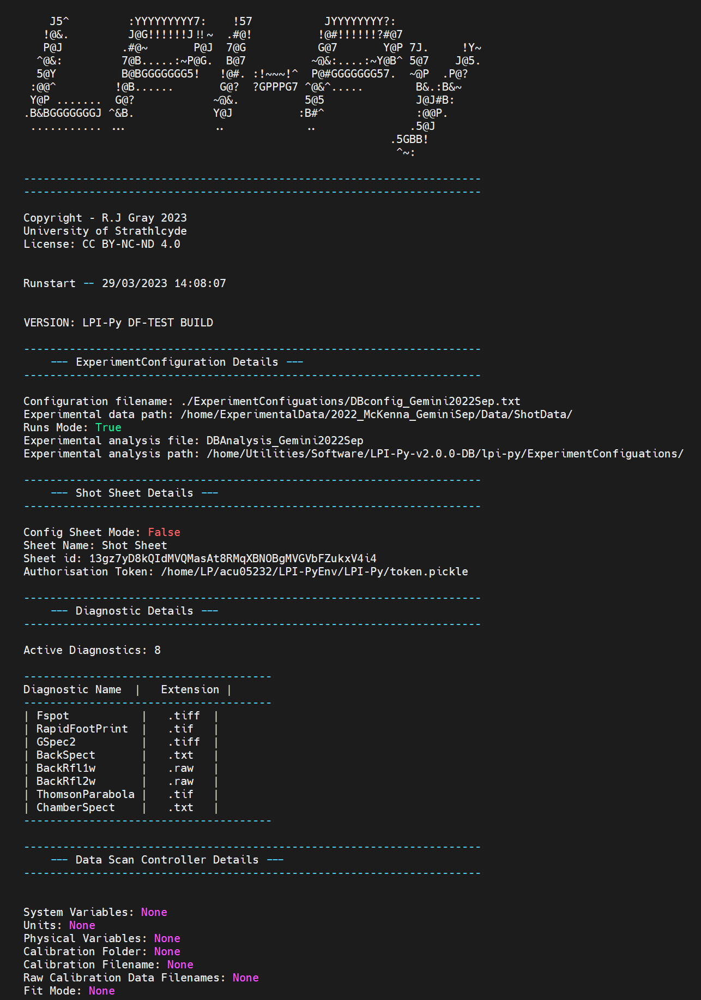 J5^         :YYYYYYYYY7:    !57           JYYYYYYYY?:
   !@&.         J@G!!!!!!J!!~  .#@!          !@#!!!!!!?#@7
   P@J         .#@~       P@J  7@G           G@7       Y@P 7J.     !Y~
  ^@&:         7@B.....:~P@G.  B@7          ~@&:....:~Y@B^ 5@7    J@5.
  5@Y          B@BGGGGGGG5!   !@#. :!~~~!^  P@#GGGGGGG57.  ~@P  .P@?
 :@@^         !@B......       G@?  ?GPPPG7 ^@&^.....        B&.:B&~
 Y@P .......  G@?            ~@&.          5@5              J@J#B:
.B&BGGGGGGGJ ^&B.            Y@J          :B#^              :@@P.
 ........... ...              ..             ..              .5@J
                                                        .5GBB!
                                                         ^~:
----------------------------------------------------------------------
----------------------------------------------------------------------
Copyright - R.J Gray 2023
University of Strathlcyde
License: CC BY-NC-ND 4.0
Runstart -- 29/03/2023 14:08:07
VERSION: LPI-Py DF-TEST BUILD
----------------------------------------------------------------------
--- ExperimentConfiguration Details ---
----------------------------------------------------------------------
Configuration filename: ./ExperimentConfiguations/DBconfig_Gemini2022Sep.txt
Experimental data path: /home/ExperimentalData/2022_McKenna_GeminiSep/Data/ShotData/
Runs Mode: True
Experimental analysis file: DBAnalysis_Gemini2022Sep
Experimental analysis path: /home/Utilities/Software/LPI-Py-v2.0.0-DB/lpi-py/ExperimentConfiguations/
----------------------------------------------------------------------
--- Shot Sheet Details ---
----------------------------------------------------------------------
Config Sheet Mode: False
Sheet Name: Shot Sheet
Sheet id: 13gz7yD8kQIdMVQMasAt8RMqXBNOBgMVGVbFZukxV4i4
Authorisation Token: /home/LP/acu05232/LPI-PyEnv/LPI-Py/token.pickle
----------------------------------------------------------------------
--- Diagnostic Details ---
----------------------------------------------------------------------
Active Diagnostics: 8
--------------------------------------
Diagnostic Name  |   Extension |
--------------------------------------
| Fspot           |   .tiff  |
| RapidFootPrint  |   .tif   |
| GSpec2          |   .tiff  |
| BackSpect       |   .txt   |
| BackRfl1w       |   .raw   |
| BackRfl2w       |   .raw   |
| ThomsonParabola |   .tif   |
| ChamberSpect    |   .txt   |
--------------------------------------
----------------------------------------------------------------------
--- Data Scan Controller Details ---
----------------------------------------------------------------------
System Variables: None
Units: None
Physical Variables: None
Calibration Folder: None
Calibration Filename: None
Raw Calibration Data Filenames: None
Fit Mode: None